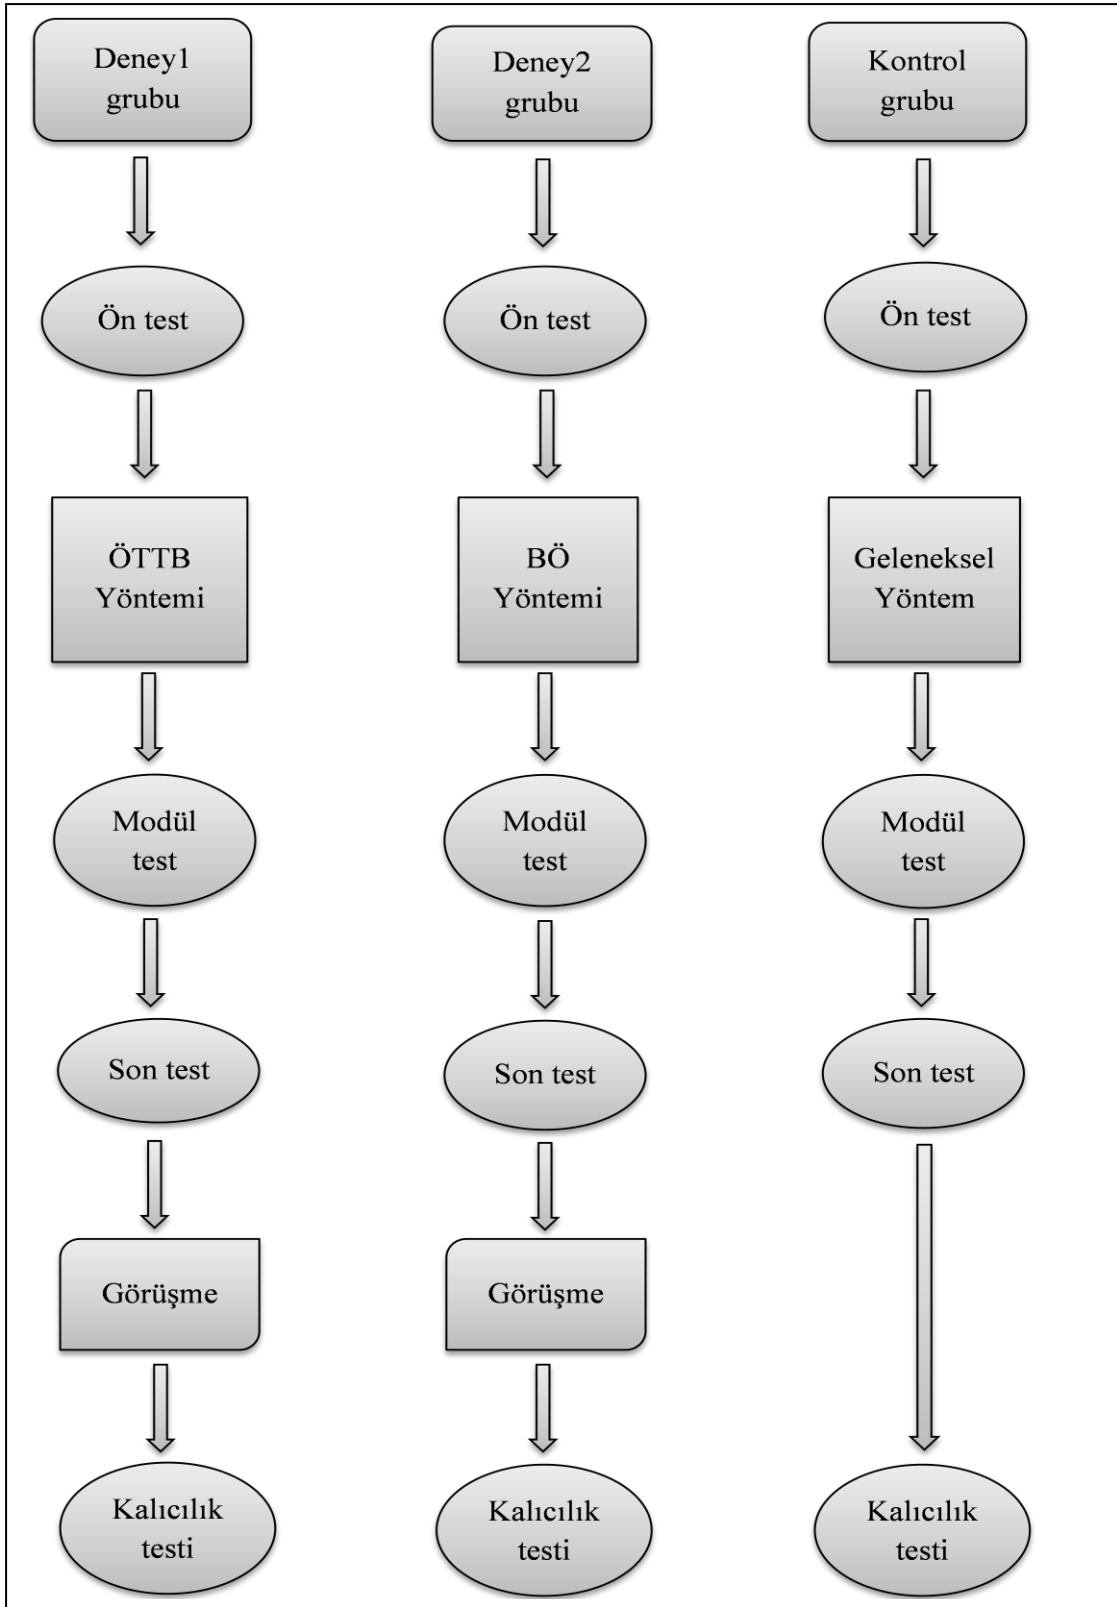 Deney1
grubu
Deney2
grubu
Kontrol
grubu
Ön test
Ön test
Ön test
ÖTTB
Yöntemi
BÖ
Yöntemi
Geleneksel
Yöntem
Modül
test
Modül
test
Modül
test
Son test
Son test
Son test
Görüşme
Görüşme
Kalıcılık
testi
Kalıcılık
testi
Kalıcılık
testi